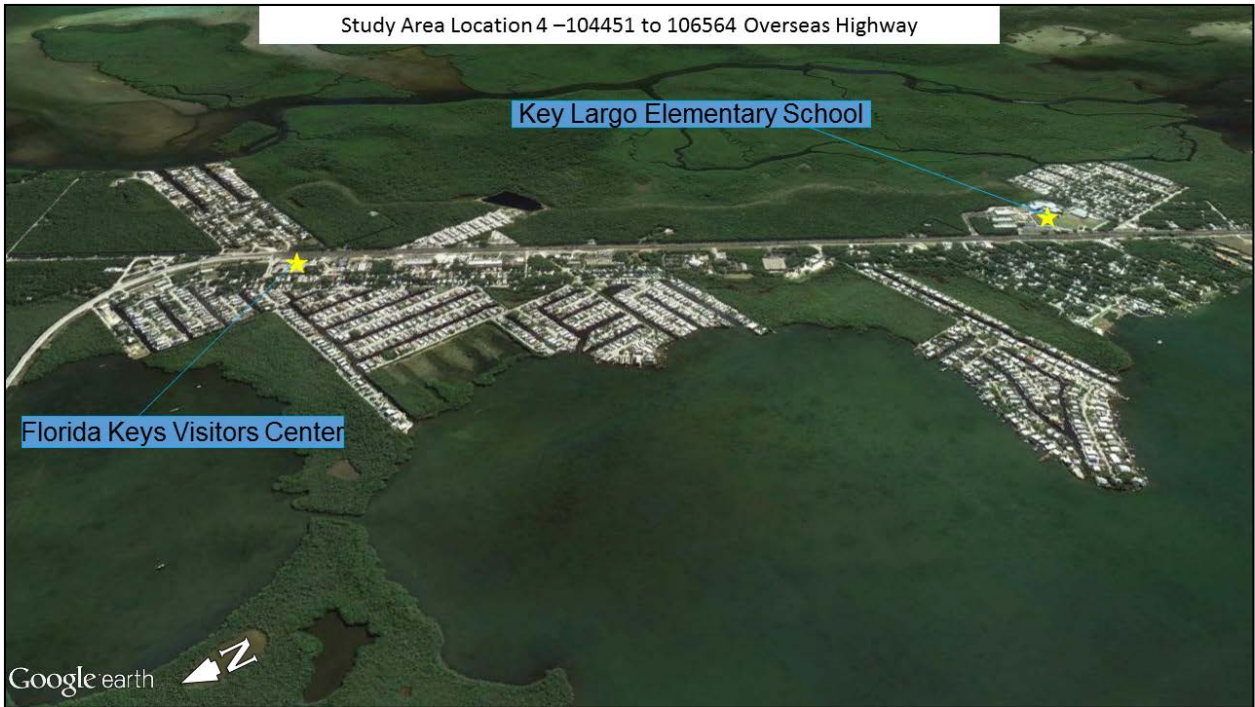 Study Area Location 4 –104451 to 106564 Overseas Highway
Key Largo Elementary School
Florida Keys Visitors Center
Google earth
N